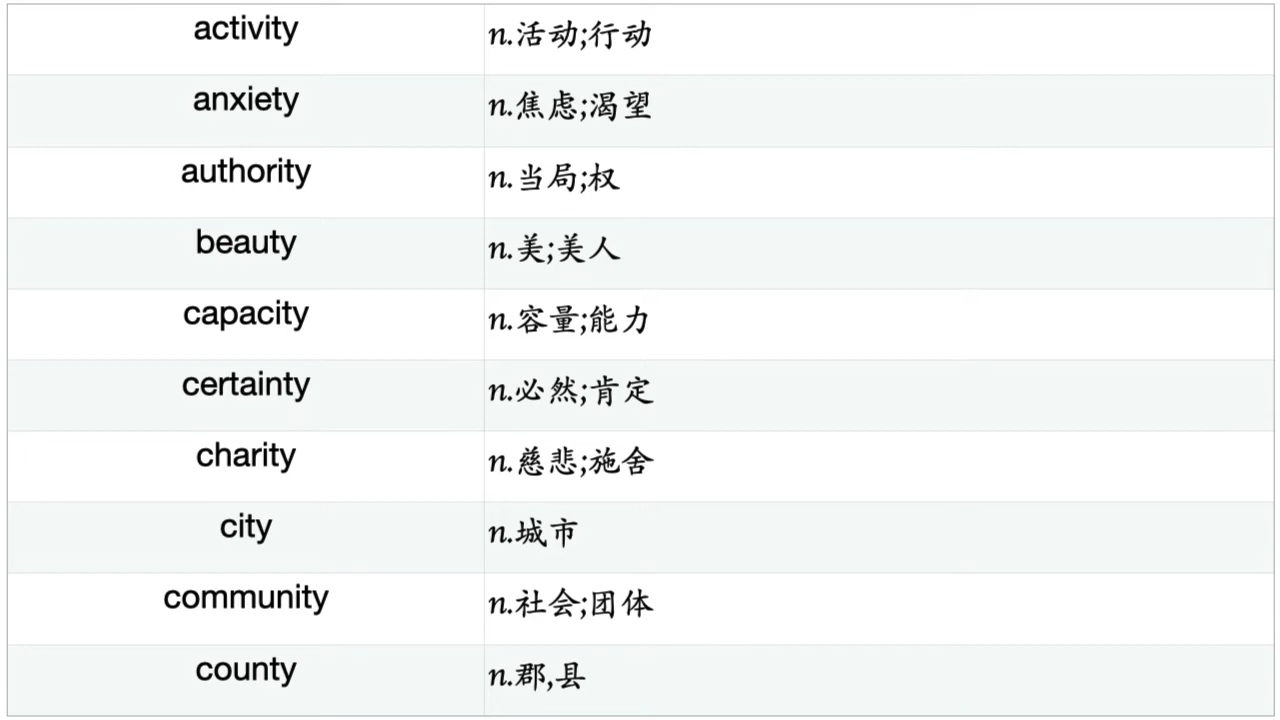 activity n.活动;行动
anxiety n.焦虑;渴望
authority n.当局;权
beauty n.美;美人
capacity n.容量;能力
certainty n.必然;肯定
charity n.慈悲;施舍
city n.城市
community n.社会;团体
county n.郡,县